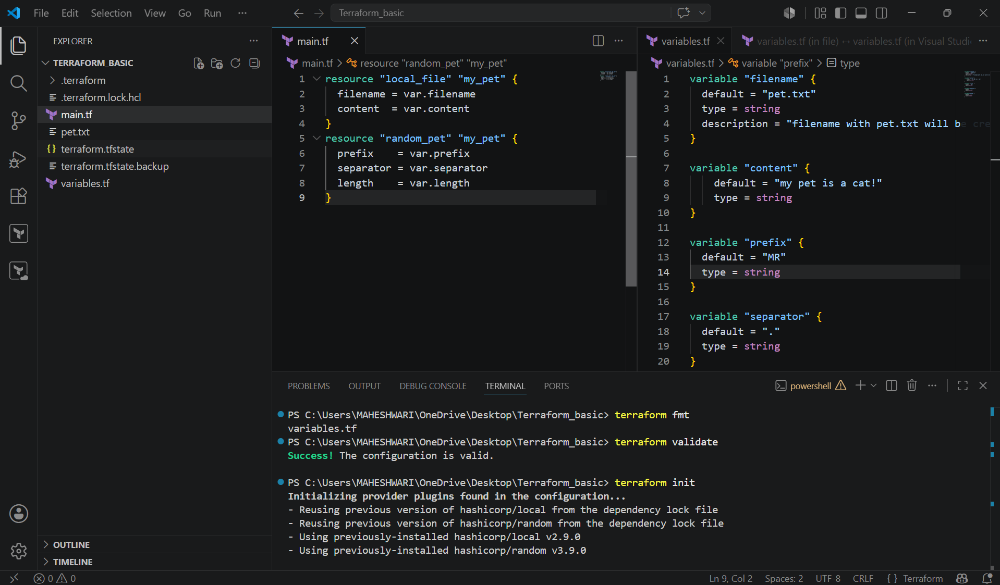 File Edit Selection View Go Run ···
Terraform_basic
EXPLORER
TERRAFORM_BASIC
.terraform
.terraform.lock.hcl
main.tf
pet.txt
terraform.tfstate
terraform.tfstate.backup
variables.tf
OUTLINE
TIMELINE
main.tf
main.tf > resource "random_pet" "my_pet"
1 resource "local_file" "my_pet" {
2 filename = var.filename
3 content  = var.content
4 }
5 resource "random_pet" "my_pet" {
6 prefix    = var.prefix
7 separator = var.separator
8 length    = var.length
9 }
variables.tf
variables.tf (in file) ↔ variables.tf (in Visual Studi
variables.tf > variable "prefix" > type
1 variable "filename" {
2 default = "pet.txt"
3 type = string
4 description = "filename with pet.txt will be cre
5 }
6
7 variable "content" {
8 default = "my pet is a cat!"
9 type = string
10 }
11
12 variable "prefix" {
13 default = "MR"
14 type = string
15 }
16
17 variable "separator" {
18 default = "."
19 type = string
20 }
PROBLEMS OUTPUT DEBUG CONSOLE TERMINAL PORTS
powershell
PS C:\Users\MAHESHWARI\OneDrive\Desktop\Terraform_basic> terraform fmt
variables.tf
PS C:\Users\MAHESHWARI\OneDrive\Desktop\Terraform_basic> terraform validate
Success! The configuration is valid.
PS C:\Users\MAHESHWARI\OneDrive\Desktop\Terraform_basic> terraform init
Initializing provider plugins found in the configuration...
- Reusing previous version of hashicorp/local from the dependency lock file
- Reusing previous version of hashicorp/random from the dependency lock file
- Using previously-installed hashicorp/local v2.9.0
- Using previously-installed hashicorp/random v3.9.0
0 0
Ln 9, Col 2 Spaces: 2 UTF-8 CRLF { } Terraform